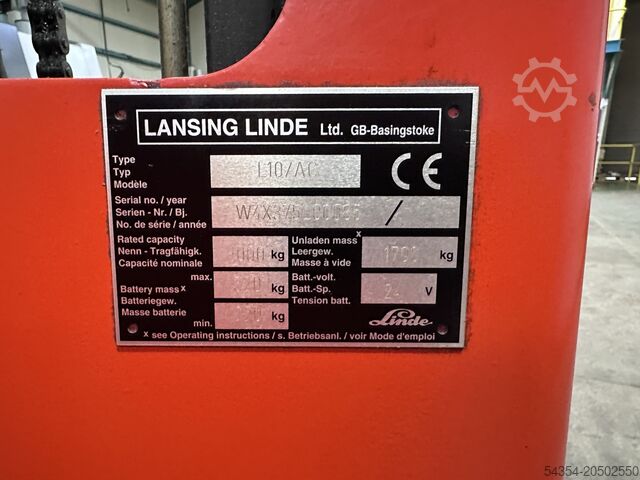 LANSING LINDE Ltd. GB-Basingstoke
Type
Typ L10/AC
Modèle
CE
Serial no. / year
Serien - Nr. / Bj. /
No. de série / année
Rated capacity
Nenn - Tragfähigk. kg
Capacité nominale
Unladen mass x
Leergew. kg
Masse à vide
max. kg
Battery mass x
Batteriegew.
Masse batterie
min. kg
Batt.-volt.
Batt.-Sp. V
Tension batt.
Linde
x see Operating instructions / s. Betriebsanl. / voir Mode d'emploi
54354-20502550